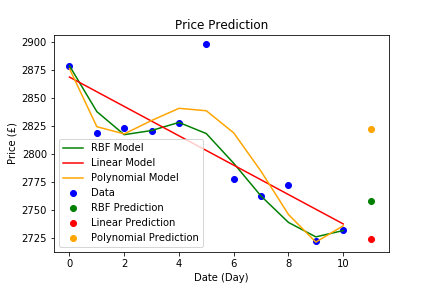 Price Prediction
Price (£)
2900
2875
2850
2825
2800
2775
2750
2725
RBF Model
Linear Model
Polynomial Model
Data
RBF Prediction
Linear Prediction
Polynomial Prediction
0 2 4 6 8 10
Date (Day)